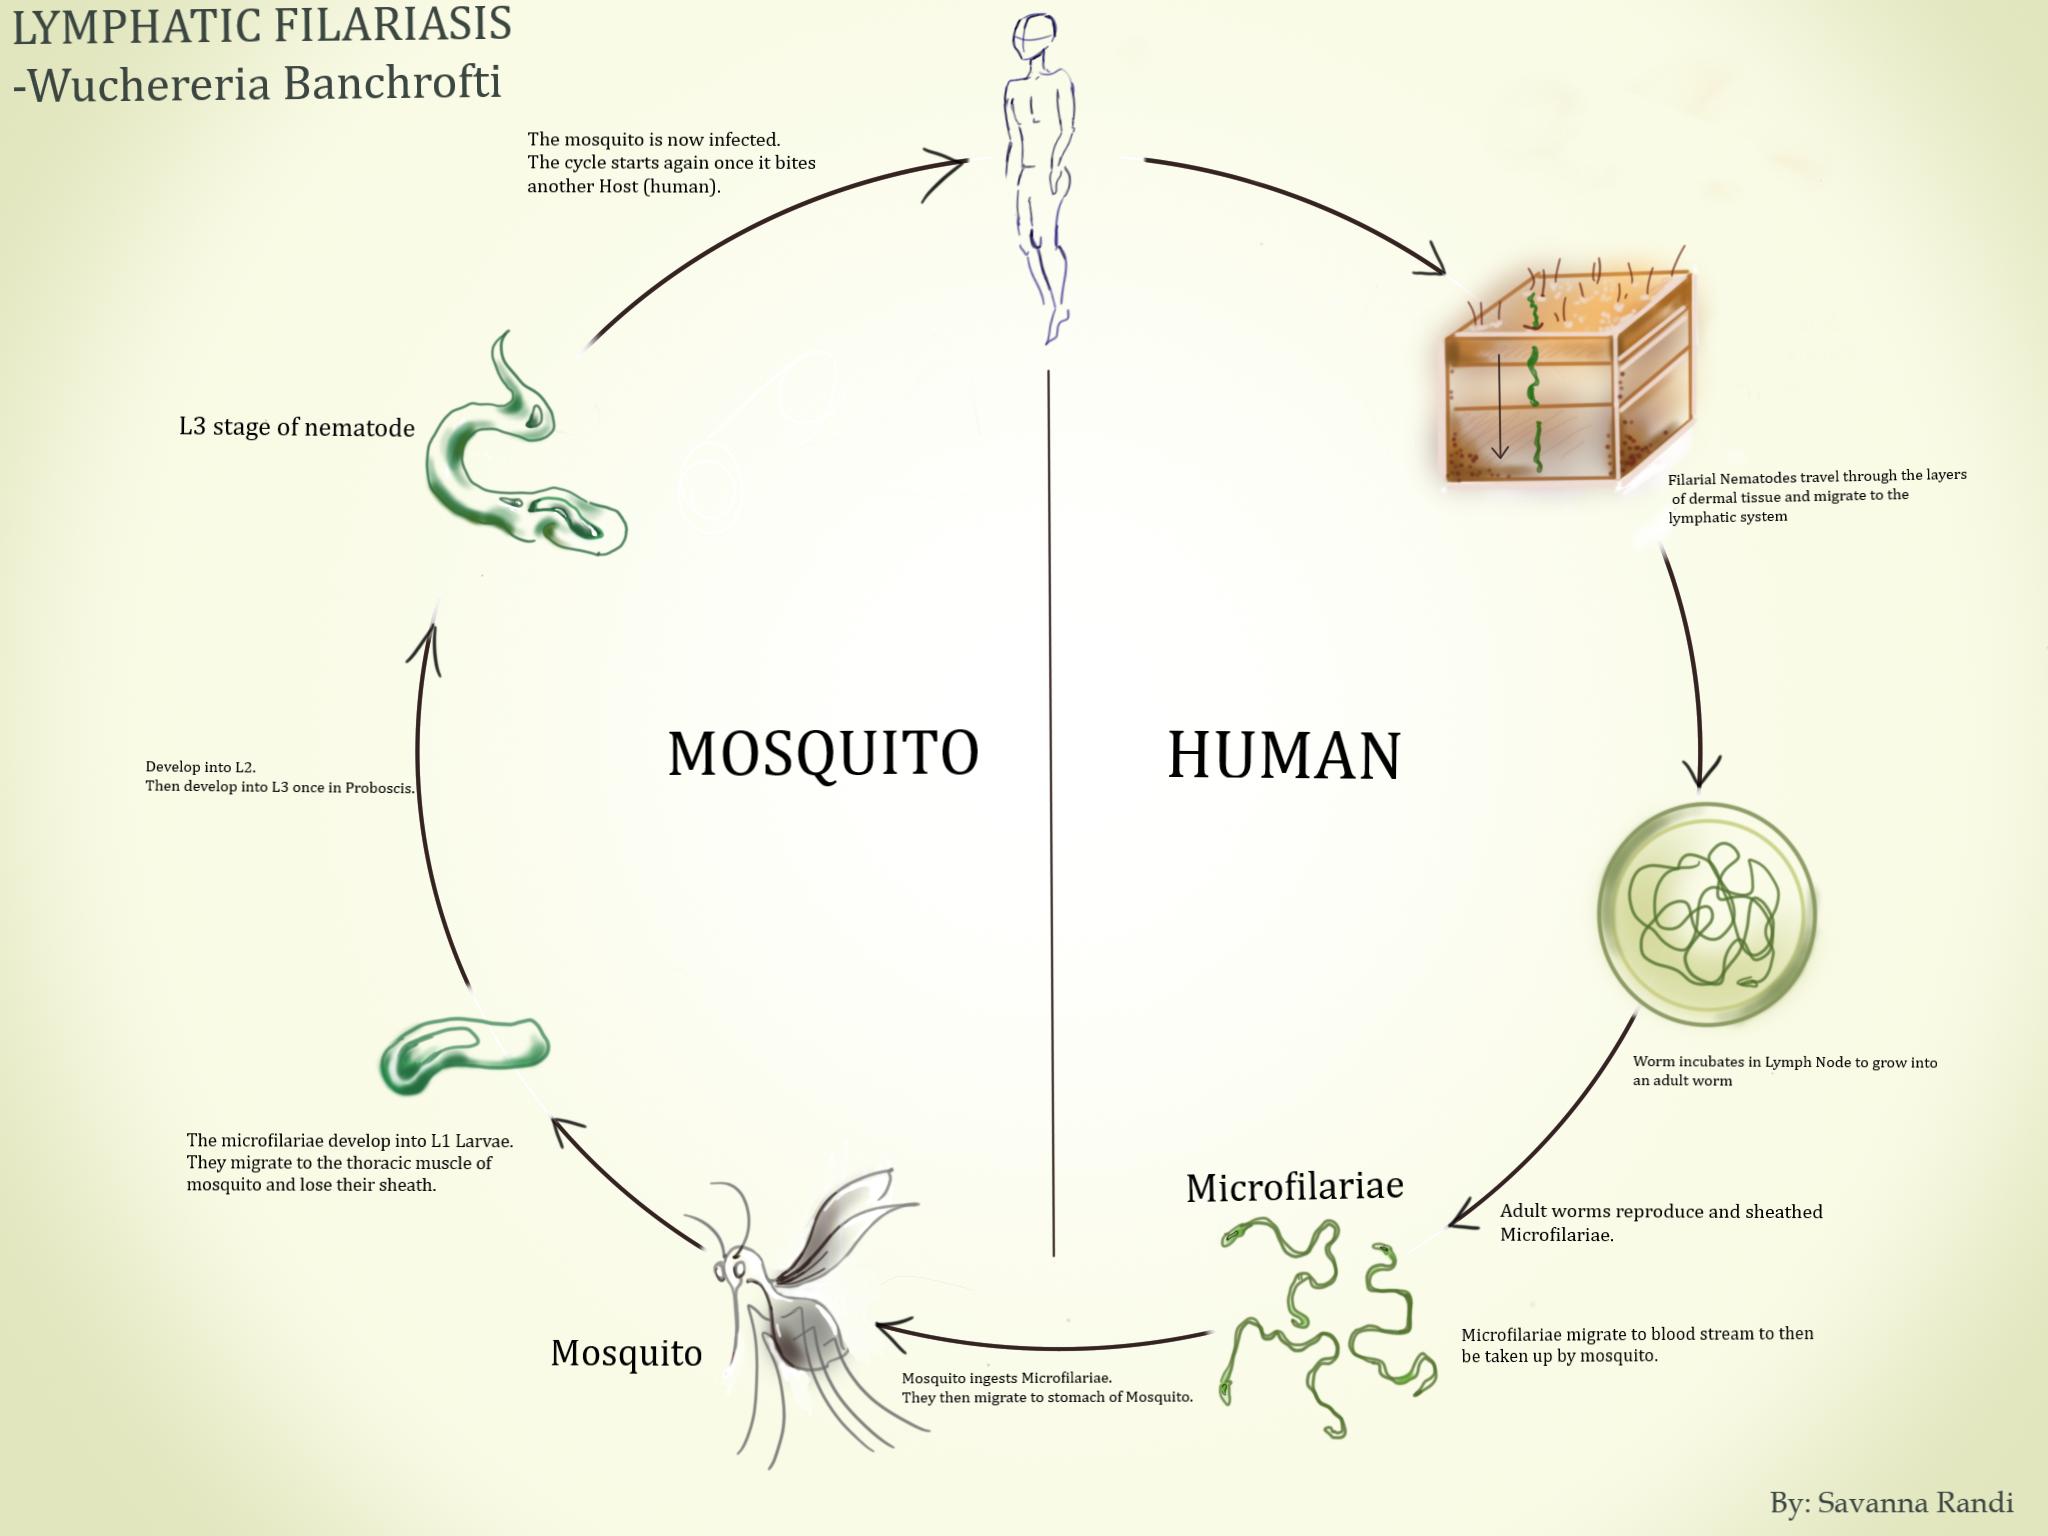 LYMPHATIC FILARIASIS
-Wuchereria Banchrofti
The mosquito is now infected.
The cycle starts again once it bites
another Host (human).
L3 stage of nematode
Filarial Nematodes travel through the layers
of dermal tissue and migrate to the
lymphatic system
MOSQUITO
HUMAN
Develop into L2.
Then develop into L3 once in Proboscis.
Worm incubates in Lymph Node to grow into
an adult worm
The microfilariae develop into L1 Larvae.
They migrate to the thoracic muscle of
mosquito and lose their sheath.
Microfilariae
Adult worms reproduce and sheathed
Microfilariae.
Mosquito
Microfilariae migrate to blood stream to then
be taken up by mosquito.
Mosquito ingests Microfilariae.
They then migrate to stomach of Mosquito.
By: Savanna Randi